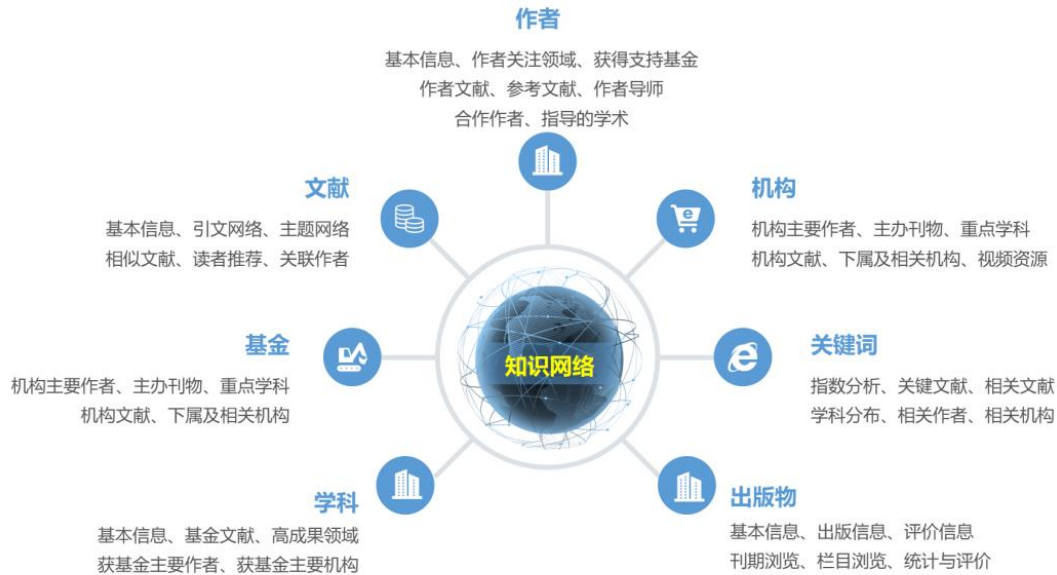 作者
基本信息、作者关注领域、获得支持基金
作者文献、参考文献、作者导师
合作作者、指导的学术
文献
基本信息、引文网络、主题网络
相似文献、读者推荐、关联作者
机构
机构主要作者、主办刊物、重点学科
机构文献、下属及相关机构、视频资源
基金
机构主要作者、主办刊物、重点学科
机构文献、下属及相关机构
知识网络
关键词
指数分析、关键文献、相关文献
学科分布、相关作者、相关机构
学科
基本信息、基金文献、高成果领域
获基金主要作者、获基金主要机构
出版物
基本信息、出版信息、评价信息
刊期浏览、栏目浏览、统计与评价